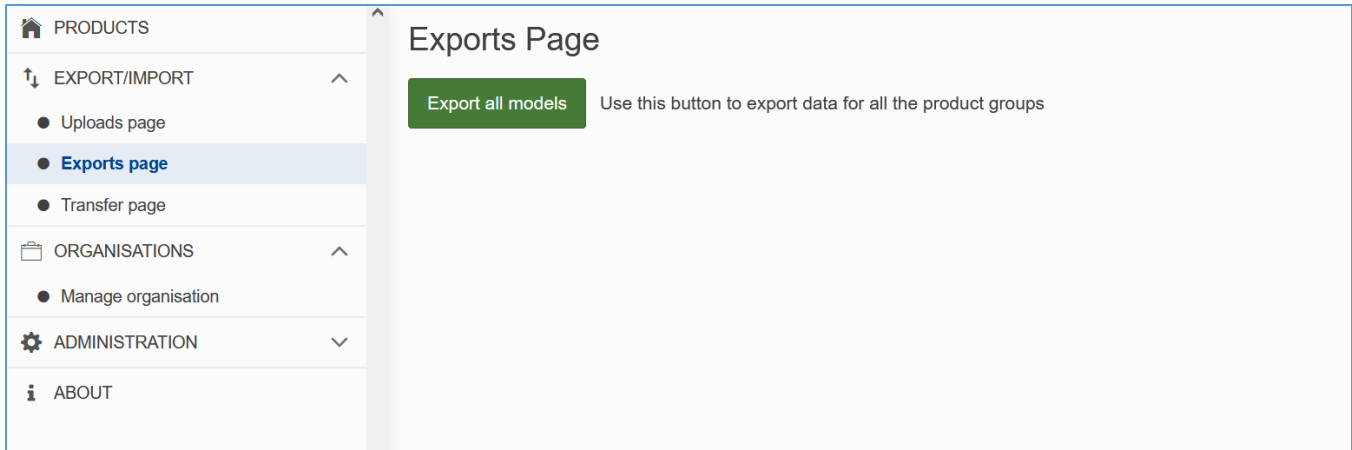 PRODUCTS
EXPORT/IMPORT
Uploads page
Exports page
Transfer page
ORGANISATIONS
Manage organisation
ADMINISTRATION
ABOUT
Exports Page
Export all models Use this button to export data for all the product groups